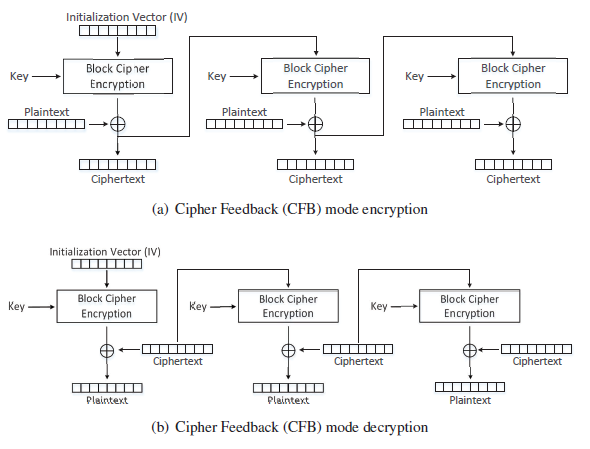 Initialization Vector (IV)
Block Cipher
Encryption
Key
Plaintext
Ciphertext
Block Cipher
Encryption
Key
Plaintext
Ciphertext
Block Cipher
Encryption
Key
Plaintext
Ciphertext
(a) Cipher Feedback (CFB) mode encryption
Initialization Vector (IV)
Block Cipher
Encryption
Key
Ciphertext
Plaintext
Block Cipher
Encryption
Key
Ciphertext
Plaintext
Block Cipher
Encryption
Key
Ciphertext
Plaintext
(b) Cipher Feedback (CFB) mode decryption